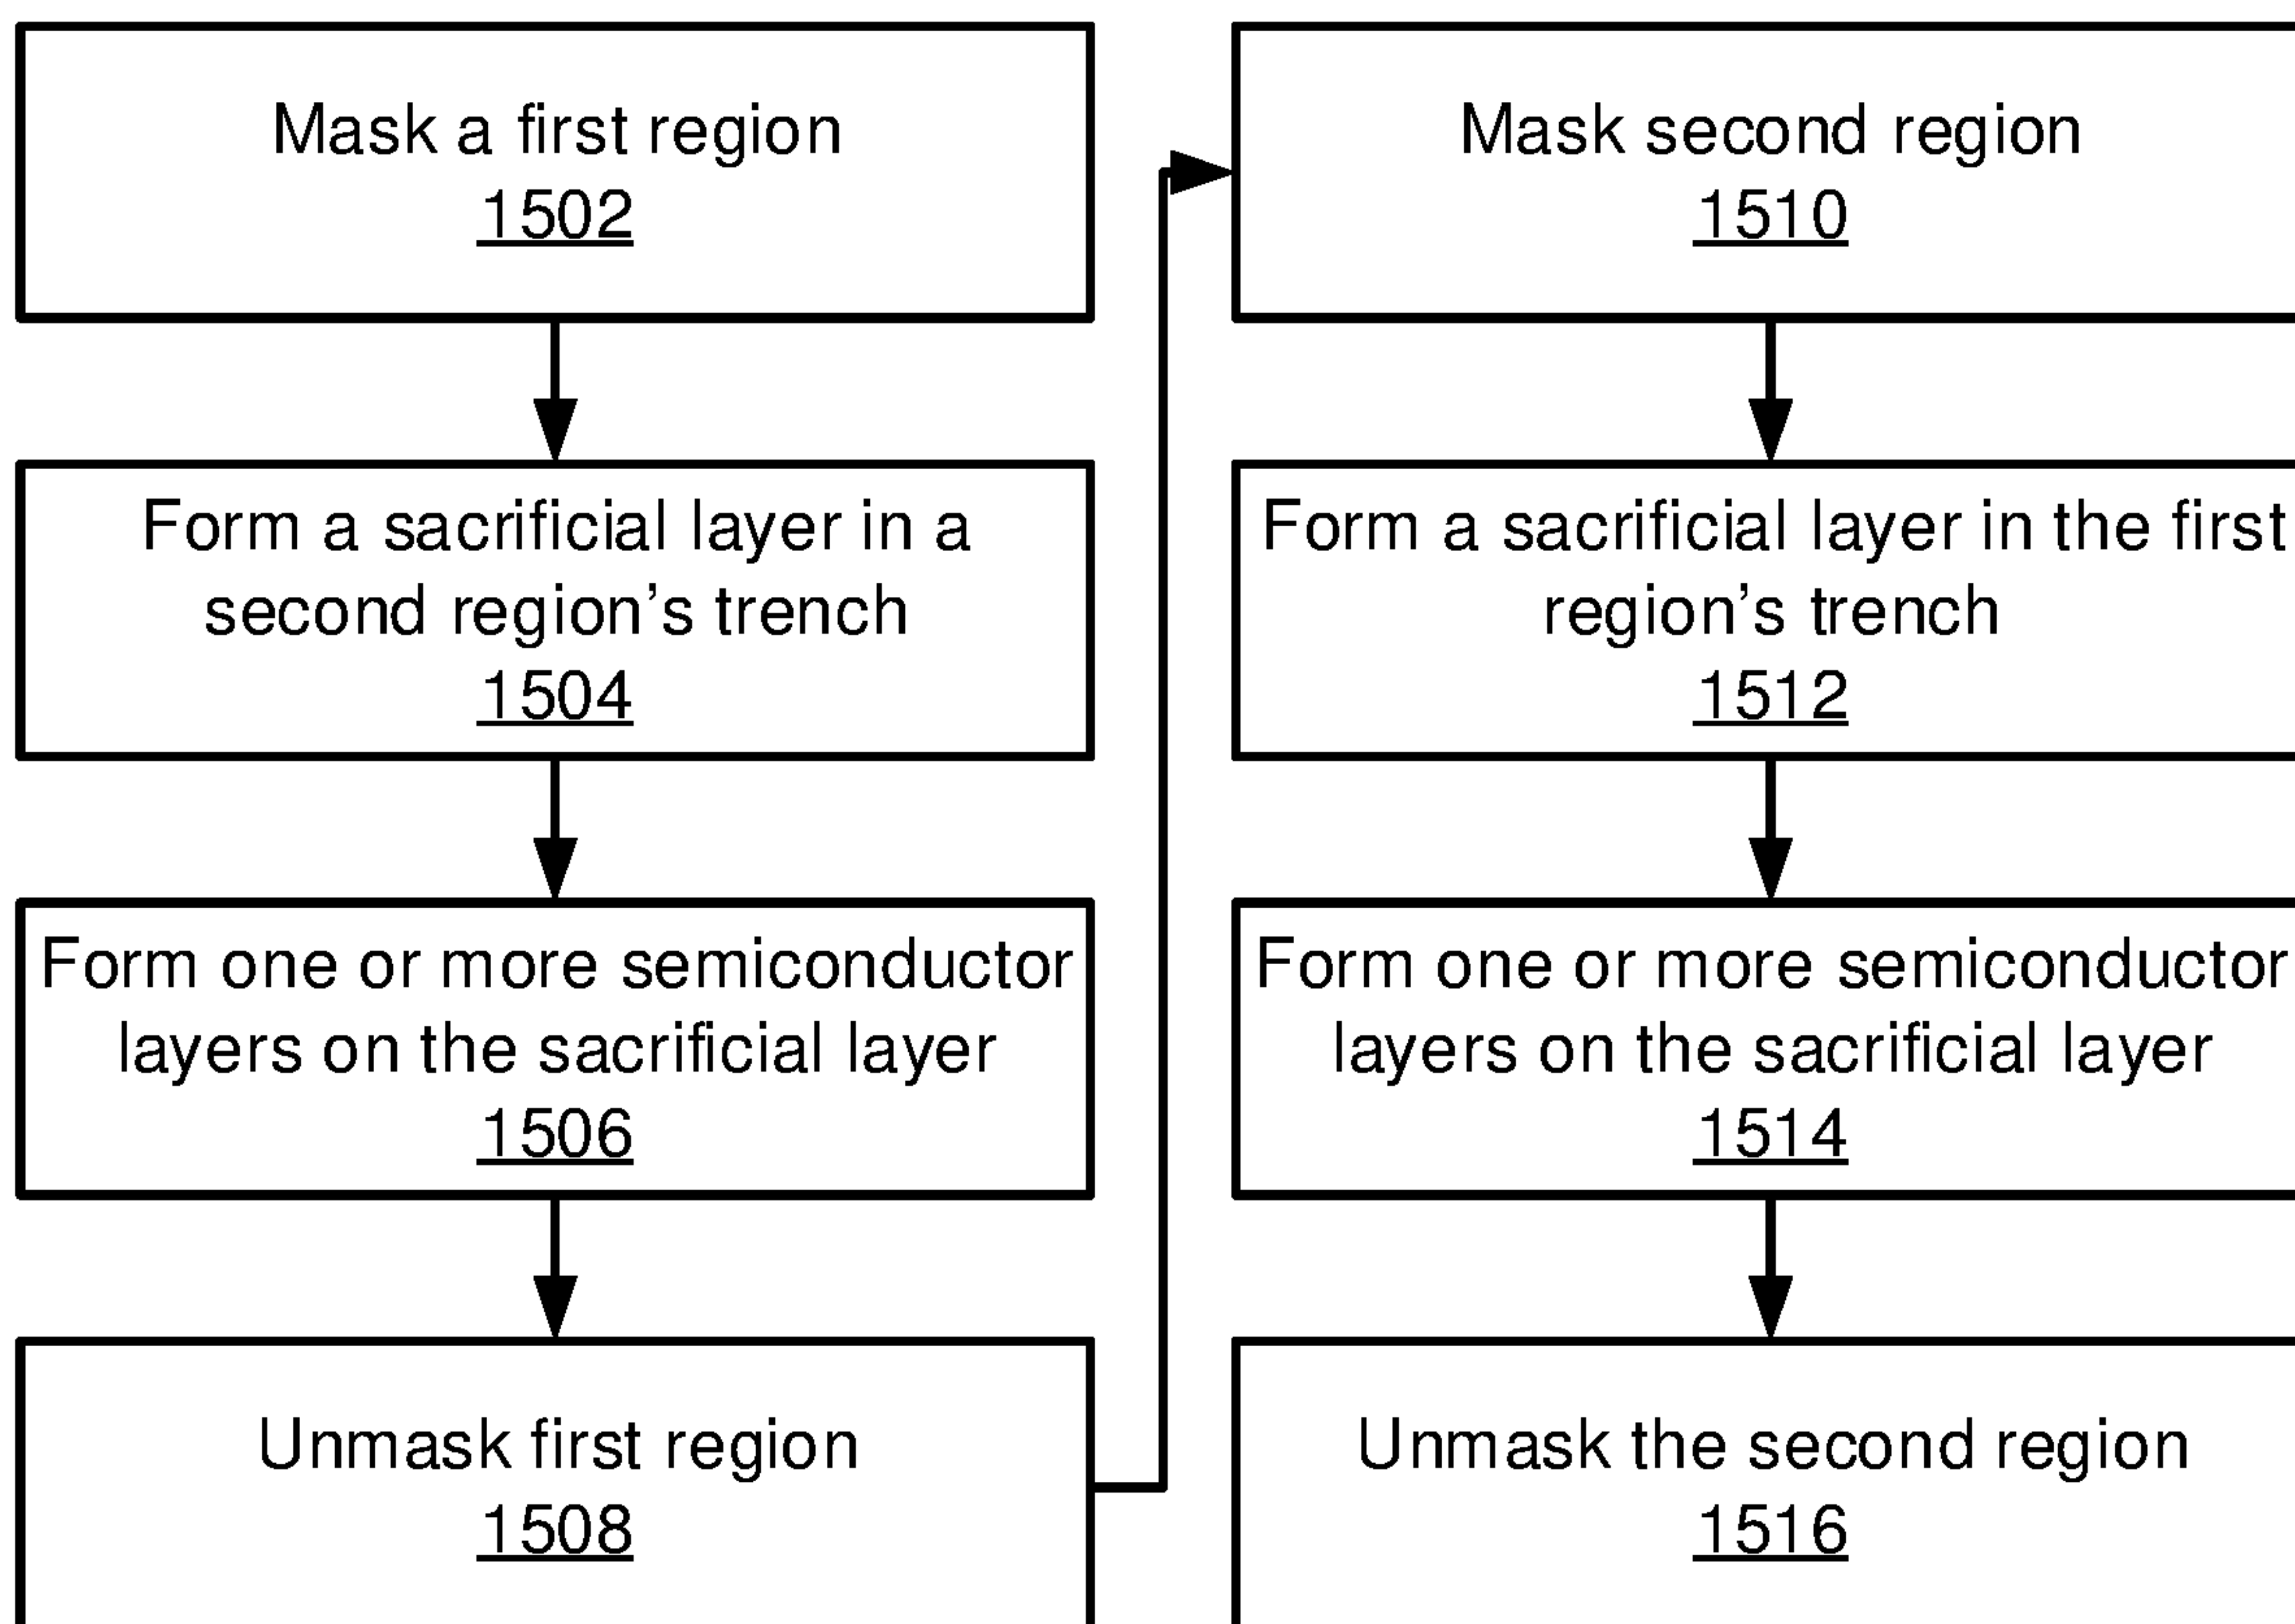 Mask a first region
1502
Form a sacrificial layer in a
second region's trench
1504
Form one or more semiconductor
layers on the sacrificial layer
1506
Unmask first region
1508
Mask second region
1510
Form a sacrificial layer in the first
region's trench
1512
Form one or more semiconductor
layers on the sacrificial layer
1514
Unmask the second region
1516